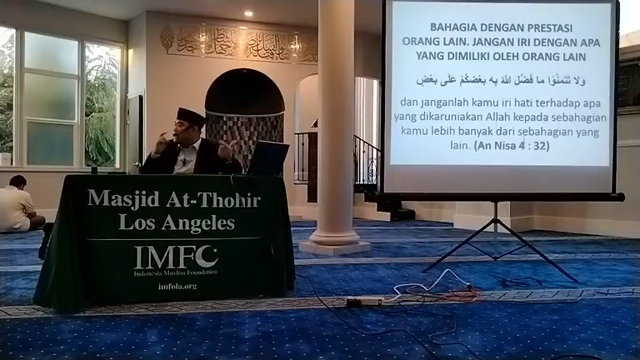 BAHAGIA DENGAN PRESTASI
ORANG LAIN. JANGAN IRI DENGAN APA
YANG DIMILIKI OLEH ORANG LAIN
وَلَا تَتَمَنَّوْا مَا فَضَّلَ اللَّهُ بِهِ بَعْضَكُمْ عَلَىٰ بَعْضٍ
dan janganlah kamu iri hati terhadap apa
yang dikaruniakan Allah kepada sebahagian
kamu lebih banyak dari sebahagian yang
lain. (An Nisa 4 : 32)
Masjid At-Thohir
Los Angeles
IMFC
Indonesia Muslim Foundation
imfola.org